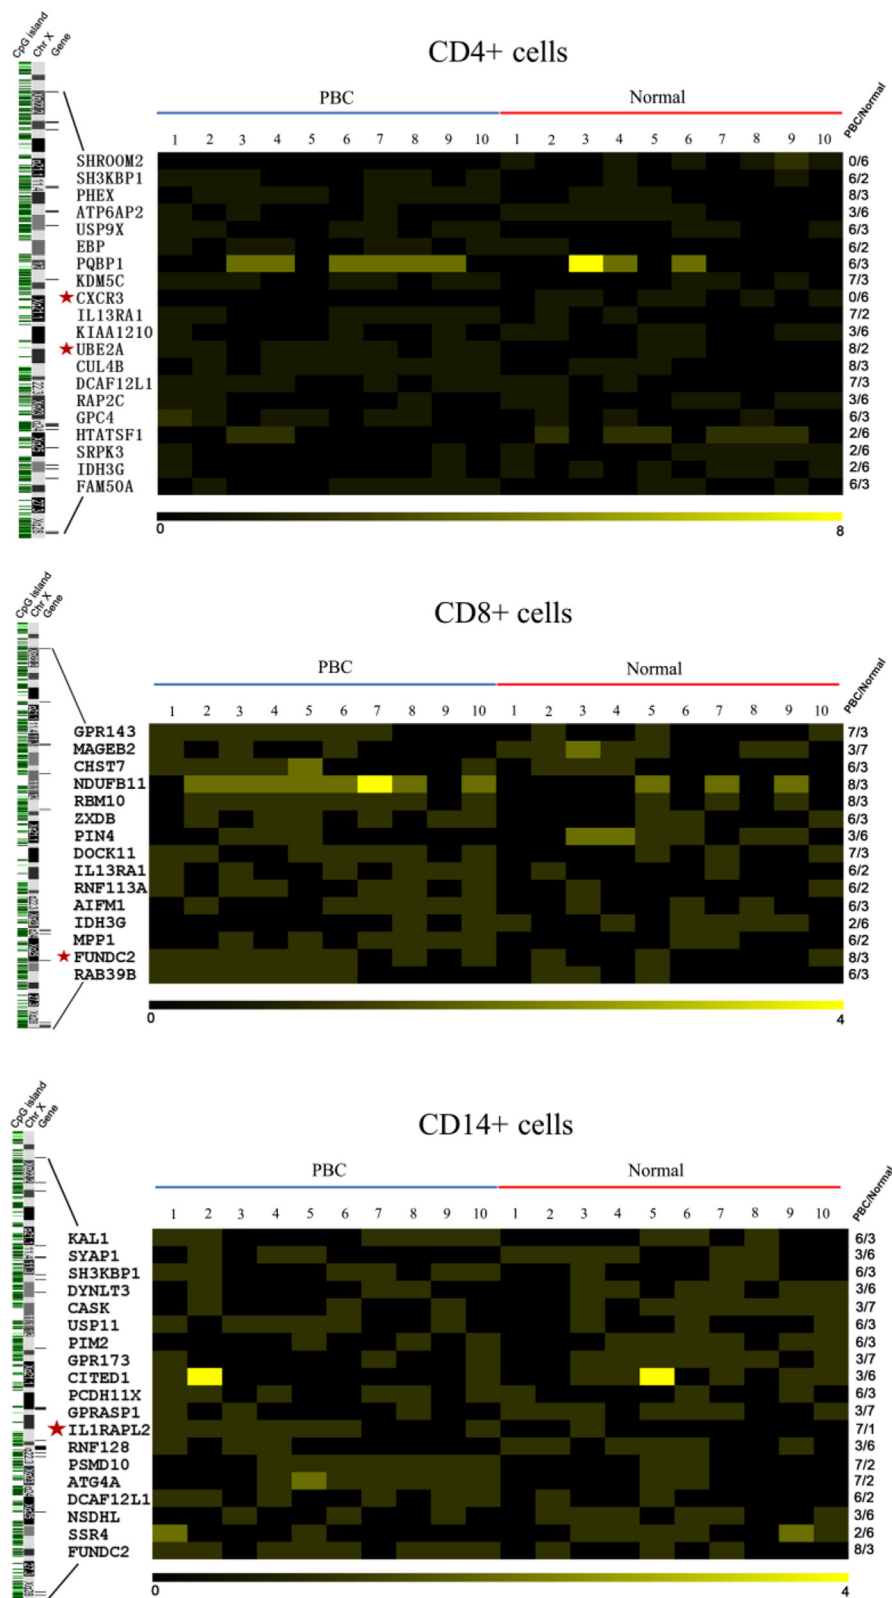 CD4+ cells
CpG island
Chr X
Gene
PBC
Normal
PBC/Normal
1 2 3 4 5 6 7 8 9 10 1 2 3 4 5 6 7 8 9 10
SHROOM2 0/6
SH3KBP1 6/2
PHEX 8/3
ATP6AP2 3/6
USP9X 6/3
EBP 6/2
PQBP1 6/3
KDM5C 7/3
CXCR3 0/6
IL13RA1 7/2
KIAA1210 3/6
UBE2A 8/2
CUL4B 8/3
DCAF12L1 7/3
RAP2C 3/6
GPC4 6/3
HTATSF1 2/6
SRPK3 2/6
IDH3G 2/6
FAM50A 6/3
0 8
CD8+ cells
CpG island
Chr X
Gene
PBC
Normal
PBC/Normal
1 2 3 4 5 6 7 8 9 10 1 2 3 4 5 6 7 8 9 10
GPR143 7/3
MAGEB2 3/7
CHST7 6/3
NDUFB11 8/3
RBM10 8/3
ZXDB 6/3
PIN4 3/6
DOCK11 7/3
IL13RA1 6/2
RNF113A 6/2
AIFM1 6/3
IDH3G 2/6
MPP1 6/2
FUNDC2 8/3
RAB39B 6/3
0 4
CD14+ cells
CpG island
Chr X
Gene
PBC
Normal
PBC/Normal
1 2 3 4 5 6 7 8 9 10 1 2 3 4 5 6 7 8 9 10
KAL1 6/3
SYAP1 3/6
SH3KBP1 6/3
DYNLT3 3/6
CASK 3/7
USP11 6/3
PIM2 6/3
GPR173 3/7
CITED1 3/6
PCDH11X 6/3
GPRASP1 3/7
IL1RAPL2 7/1
RNF128 3/6
PSMD10 7/2
ATG4A 7/2
DCAF12L1 6/2
NSDHL 3/6
SSR4 2/6
FUNDC2 8/3
0 4